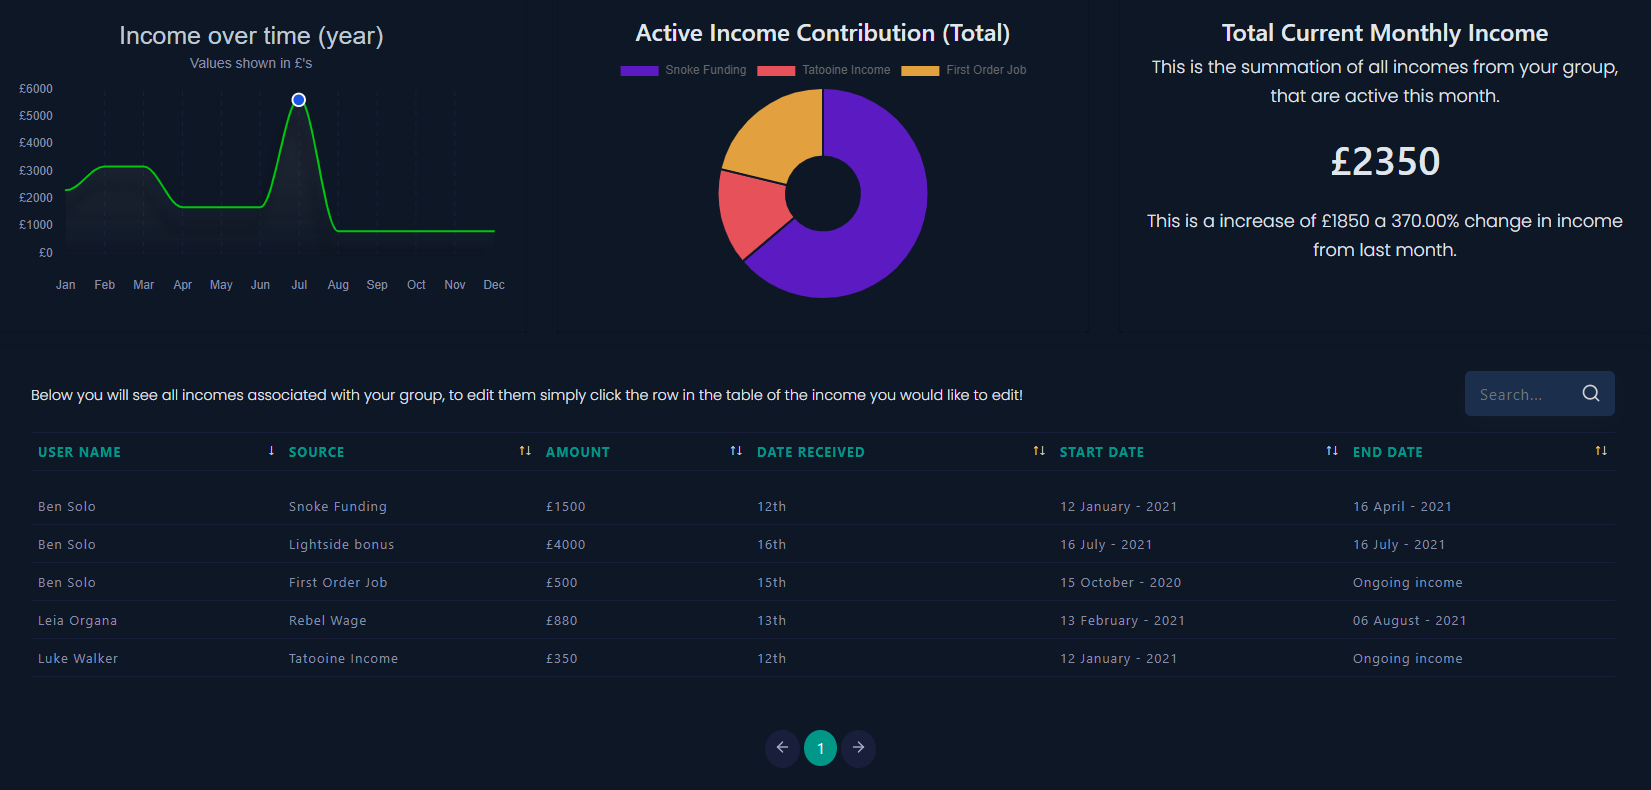 Income over time (year)
Values shown in £'s
£6000
£5000
£4000
£3000
£2000
£1000
£0
Jan Feb Mar Apr May Jun Jul Aug Sep Oct Nov Dec
Active Income Contribution (Total)
Snoke Funding Tatooine Income First Order Job
Total Current Monthly Income
This is the summation of all incomes from your group,
that are active this month.
£2350
This is a increase of £1850 a 370.00% change in income
from last month.
Below you will see all incomes associated with your group, to edit them simply click the row in the table of the income you would like to edit!
Search...
USER NAME ↓ SOURCE ↑↓ AMOUNT ↑↓ DATE RECEIVED ↑↓ START DATE ↑↓ END DATE ↑↓
Ben Solo Snoke Funding £1500 12th 12 January - 2021 16 April - 2021
Ben Solo Lightside bonus £4000 16th 16 July - 2021 16 July - 2021
Ben Solo First Order Job £500 15th 15 October - 2020 Ongoing income
Leia Organa Rebel Wage £880 13th 13 February - 2021 06 August - 2021
Luke Walker Tatooine Income £350 12th 12 January - 2021 Ongoing income
← 1 →